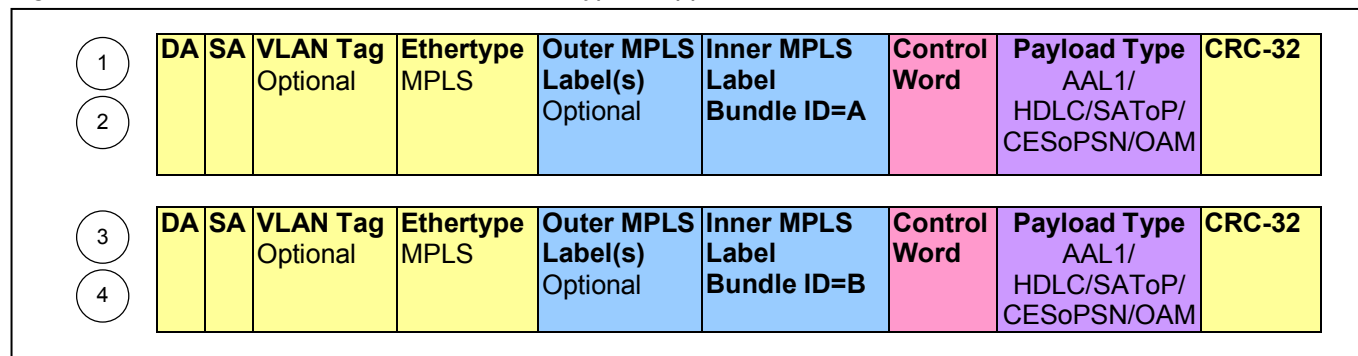 1
2
DA SA VLAN Tag Optional Ethertype MPLS Outer MPLS Label(s) Optional Inner MPLS Label Bundle ID=A Control Word Payload Type AAL1/ HDLC/SAToP/ CESoPSN/OAM CRC-32
3
4
DA SA VLAN Tag Optional Ethertype MPLS Outer MPLS Label(s) Optional Inner MPLS Label Bundle ID=B Control Word Payload Type AAL1/ HDLC/SAToP/ CESoPSN/OAM CRC-32